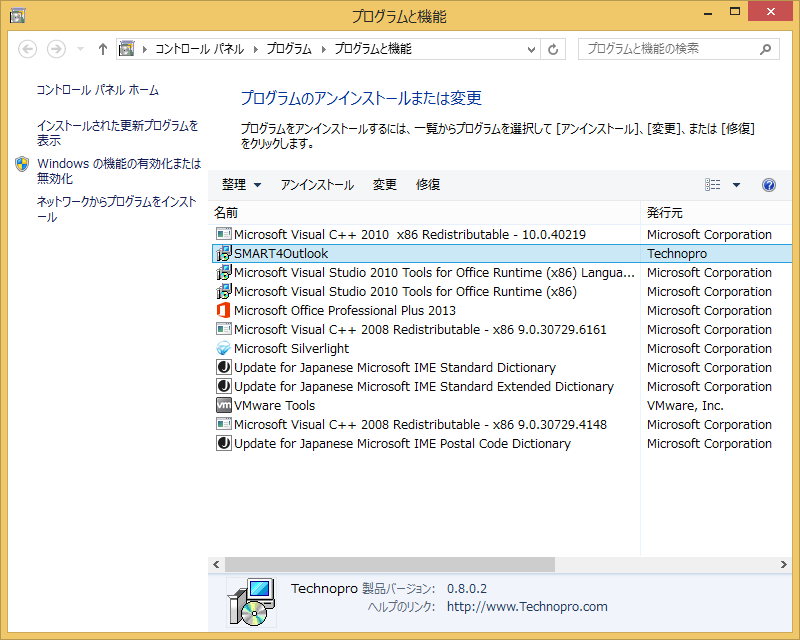 プログラムと機能
コントロール パネル プログラム プログラムと機能
プログラムと機能の検索
コントロール パネル ホーム
インストールされた更新プログラムを
表示
Windows の機能の有効化または
無効化
ネットワークからプログラムをインスト
ール
プログラムのアンインストールまたは変更
プログラムをアンインストールするには、一覧からプログラムを選択して [アンインストール]、[変更]、または [修復]
をクリックします。
整理 アンインストール 変更 修復
名前 発行元
Microsoft Visual C++ 2010 x86 Redistributable - 10.0.40219 Microsoft Corporation
SMART4Outlook Technopro
Microsoft Visual Studio 2010 Tools for Office Runtime (x86) Langua... Microsoft Corporation
Microsoft Visual Studio 2010 Tools for Office Runtime (x86) Microsoft Corporation
Microsoft Office Professional Plus 2013 Microsoft Corporation
Microsoft Visual C++ 2008 Redistributable - x86 9.0.30729.6161 Microsoft Corporation
Microsoft Silverlight Microsoft Corporation
Update for Japanese Microsoft IME Standard Dictionary Microsoft Corporation
Update for Japanese Microsoft IME Standard Extended Dictionary Microsoft Corporation
vm VMware Tools VMware, Inc.
Microsoft Visual C++ 2008 Redistributable - x86 9.0.30729.4148 Microsoft Corporation
Update for Japanese Microsoft IME Postal Code Dictionary Microsoft Corporation
Technopro 製品バージョン: 0.8.0.2
ヘルプのリンク: http://www.Technopro.com